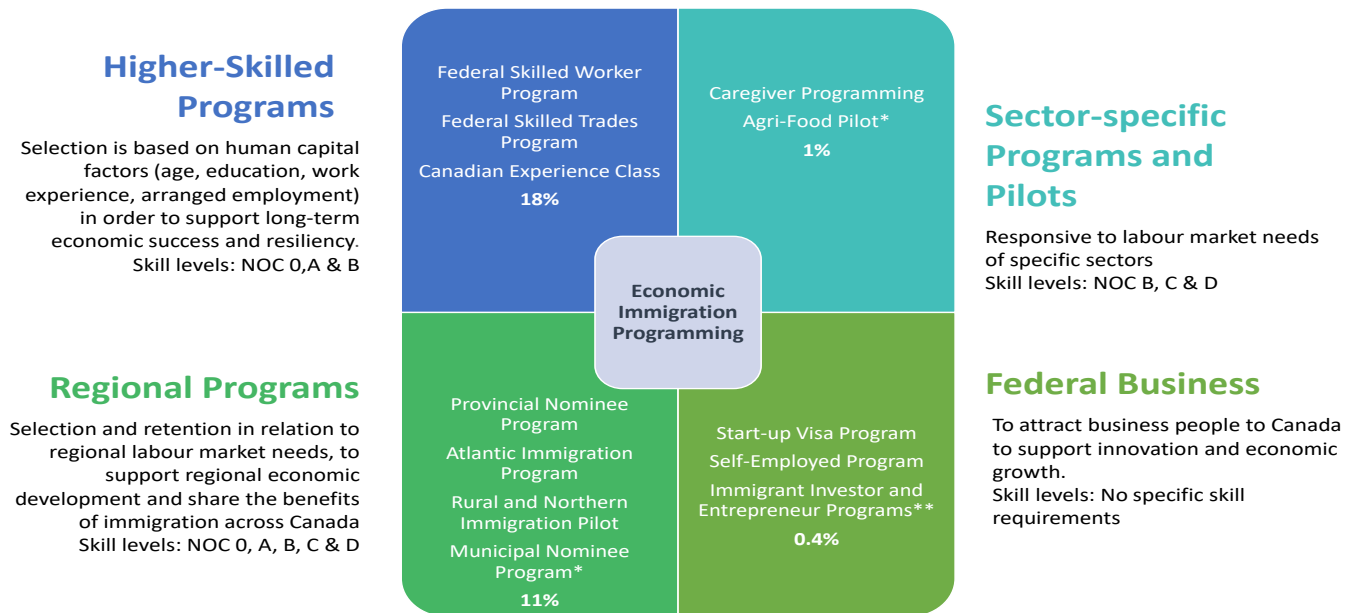 Higher-Skilled
Programs
Selection is based on human capital
factors (age, education, work
experience, arranged employment)
in order to support long-term
economic success and resiliency.
Skill levels: NOC 0,A & B
Federal Skilled Worker
Program
Federal Skilled Trades
Program
Canadian Experience Class
18%
Caregiver Programming
Agri-Food Pilot*
1%
Sector-specific
Programs and
Pilots
Responsive to labour market needs
of specific sectors
Skill levels: NOC B, C & D
Economic
Immigration
Programming
Regional Programs
Selection and retention in relation to
regional labour market needs, to
support regional economic
development and share the benefits
of immigration across Canada
Skill levels: NOC 0, A, B, C & D
Provincial Nominee
Program
Atlantic Immigration
Program
Rural and Northern
Immigration Pilot
Municipal Nominee
Program*
11%
Start-up Visa Program
Self-Employed Program
Immigrant Investor and
Entrepreneur Programs**
0.4%
Federal Business
To attract business people to Canada
to support innovation and economic
growth.
Skill levels: No specific skill
requirements